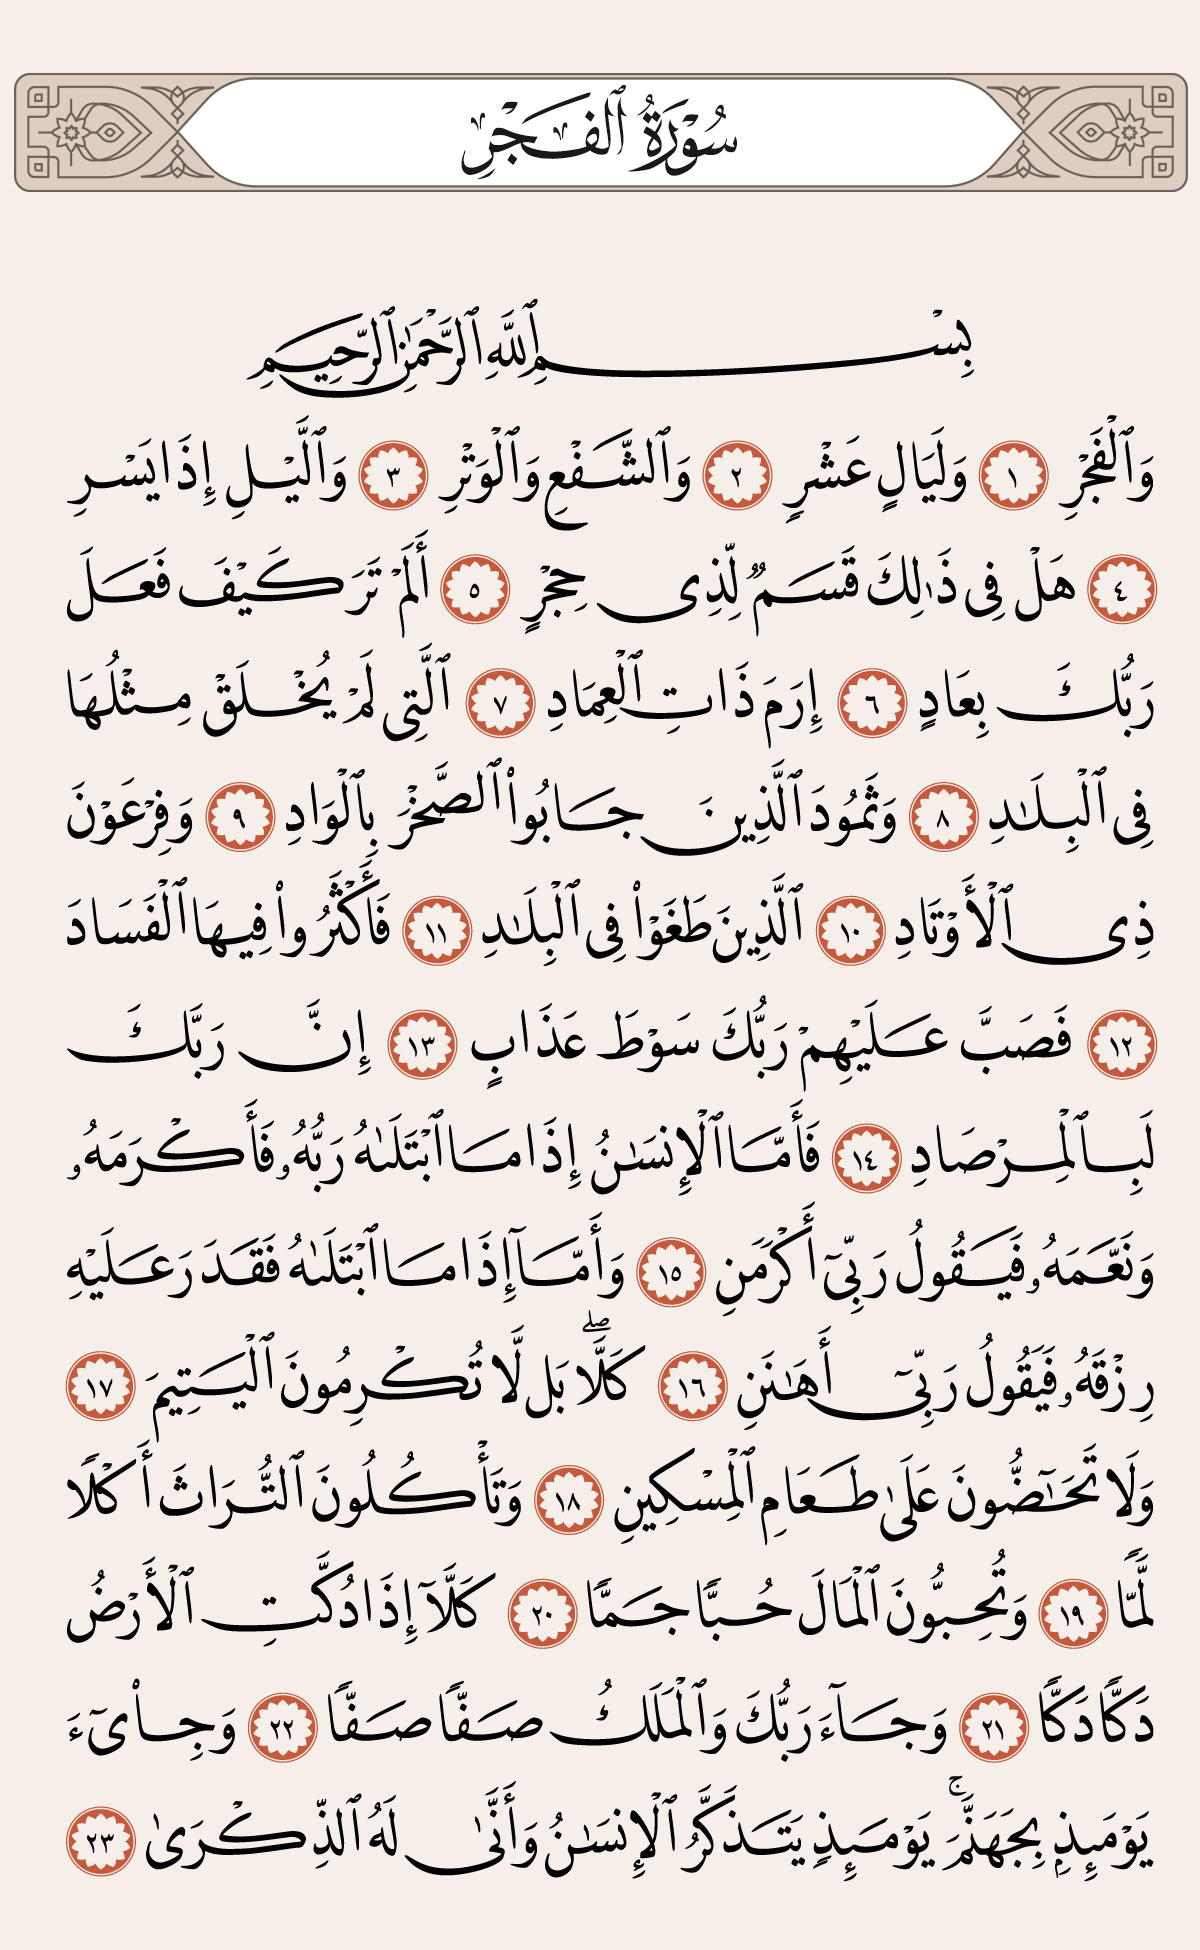 سُورَةُ ٱلْفَجْرِ
بِسْمِ ٱللَّهِ ٱلرَّحْمَٰنِ ٱلرَّحِيمِ
وَٱلْفَجْرِ ١ وَلَيَالٍ عَشْرٍ ٢ وَٱلشَّفْعِ وَٱلْوَتْرِ ٣ وَٱلَّيْلِ إِذَا يَسْرِ
٤ هَلْ فِى ذَٰلِكَ قَسَمٌ لِّذِى حِجْرٍ ٥ أَلَمْ تَرَ كَيْفَ فَعَلَ
رَبُّكَ بِعَادٍ ٦ إِرَمَ ذَاتِ ٱلْعِمَادِ ٧ ٱلَّتِى لَمْ يُخْلَقْ مِثْلُهَا
فِى ٱلْبِلَٰدِ ٨ وَثَمُودَ ٱلَّذِينَ جَابُوا۟ ٱلصَّخْرَ بِٱلْوَادِ ٩ وَفِرْعَوْنَ
ذِى ٱلْأَوْتَادِ ١٠ ٱلَّذِينَ طَغَوْا۟ فِى ٱلْبِلَٰدِ ١١ فَأَكْثَرُوا۟ فِيهَا ٱلْفَسَادَ
١٢ فَصَبَّ عَلَيْهِمْ رَبُّكَ سَوْطَ عَذَابٍ ١٣ إِنَّ رَبَّكَ
لَبِٱلْمِرْصَادِ ١٤ فَأَمَّا ٱلْإِنسَٰنُ إِذَا مَا ٱبْتَلَىٰهُ رَبُّهُۥ فَأَكْرَمَهُۥ
وَنَعَّمَهُۥ فَيَقُولُ رَبِّىٓ أَكْرَمَنِ ١٥ وَأَمَّآ إِذَا مَا ٱبْتَلَىٰهُ فَقَدَرَ عَلَيْهِ
رِزْقَهُۥ فَيَقُولُ رَبِّىٓ أَهَٰنَنِ ١٦ كَلَّا ۖ بَل لَّا تُكْرِمُونَ ٱلْيَتِيمَ ١٧
وَلَا تَحَٰٓضُّونَ عَلَىٰ طَعَامِ ٱلْمِسْكِينِ ١٨ وَتَأْكُلُونَ ٱلتُّرَاثَ أَكْلًا
لَّمًّا ١٩ وَتُحِبُّونَ ٱلْمَالَ حُبًّا جَمًّا ٢٠ كَلَّآ إِذَا دُكَّتِ ٱلْأَرْضُ
دَكًّا دَكًّا ٢١ وَجَآءَ رَبُّكَ وَٱلْمَلَكُ صَفًّا صَفًّا ٢٢ وَجِا۟ىٓءَ
يَوْمَئِذٍۭ بِجَهَنَّمَ ۚ يَوْمَئِذٍ يَتَذَكَّرُ ٱلْإِنسَٰنُ وَأَنَّىٰ لَهُ ٱلذِّكْرَىٰ ٢٣